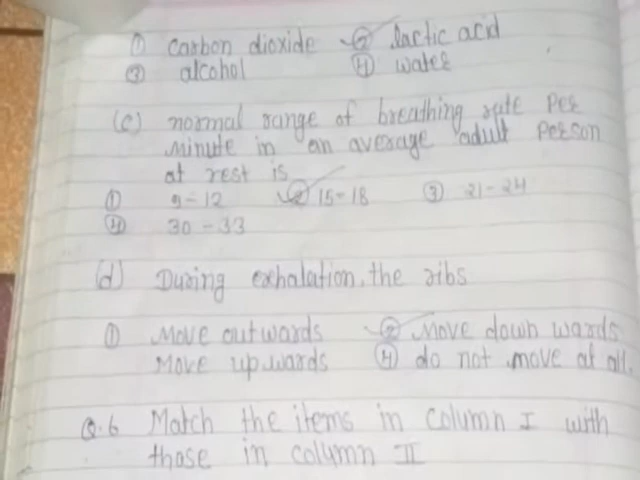 ① carbon dioxide ② lactic acid
③ alcohol ④ water
(c) normal range of breathing rate per
minute in an average adult person
at rest is
① 9-12 ② 15-18 ③ 21-24
④ 30-33
(d) During exhalation, the ribs
① Move outwards ② Move down wards
Move upwards ④ do not move at all.
Q.6 Match the items in Column I with
those in column II